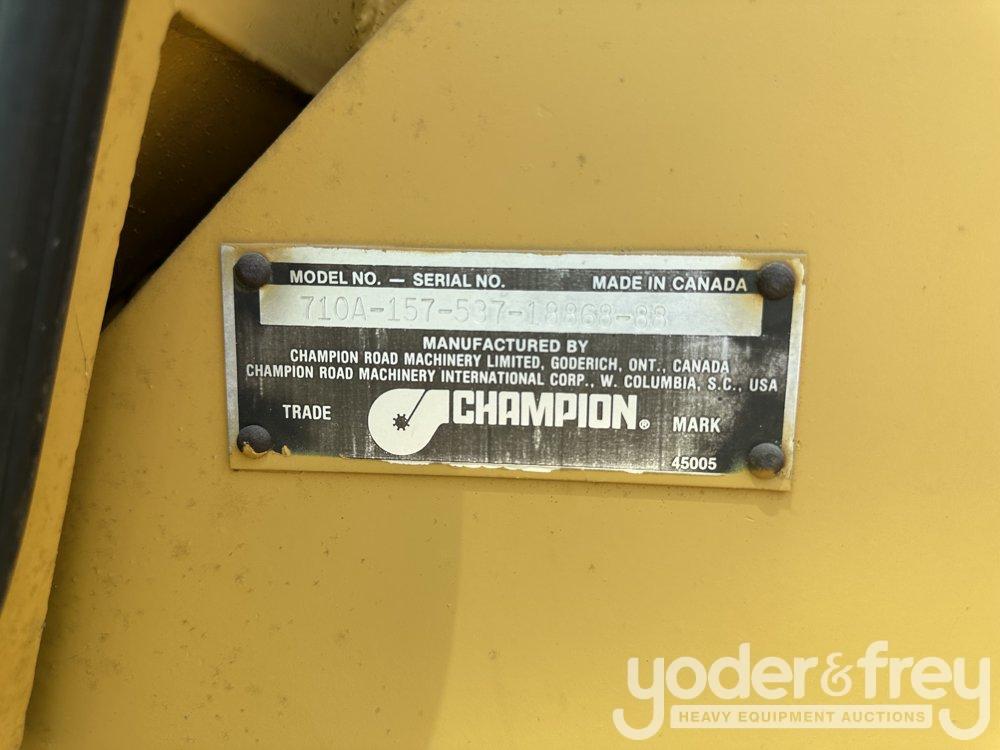 MODEL NO. — SERIAL NO. MADE IN CANADA
710A-157-537-18868-88
MANUFACTURED BY
CHAMPION ROAD MACHINERY LIMITED, GODERICH, ONT., CANADA
CHAMPION ROAD MACHINERY INTERNATIONAL CORP., W. COLUMBIA, S.C., USA
TRADE CHAMPION® MARK
45005
yoder&frey
HEAVY EQUIPMENT AUCTIONS